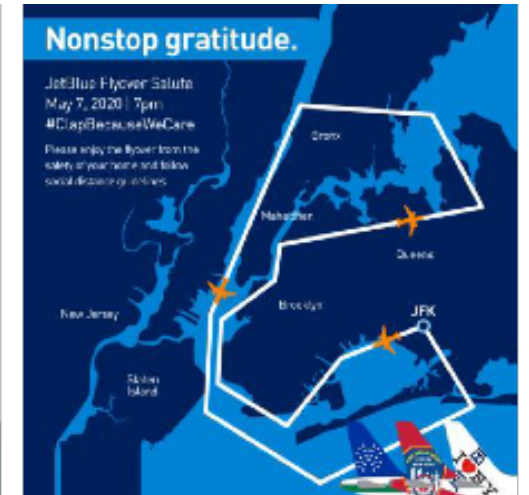 Nonstop gratitude.
JetBlue Flyover Salute
May 7, 2020 | 7pm
#ClapBecauseWeCare
Please enjoy the flyover from the
safety of your home and follow
social distance guidelines
Bronx
Manhattan
Queens
Brooklyn
JFK
New Jersey
Staten
Island